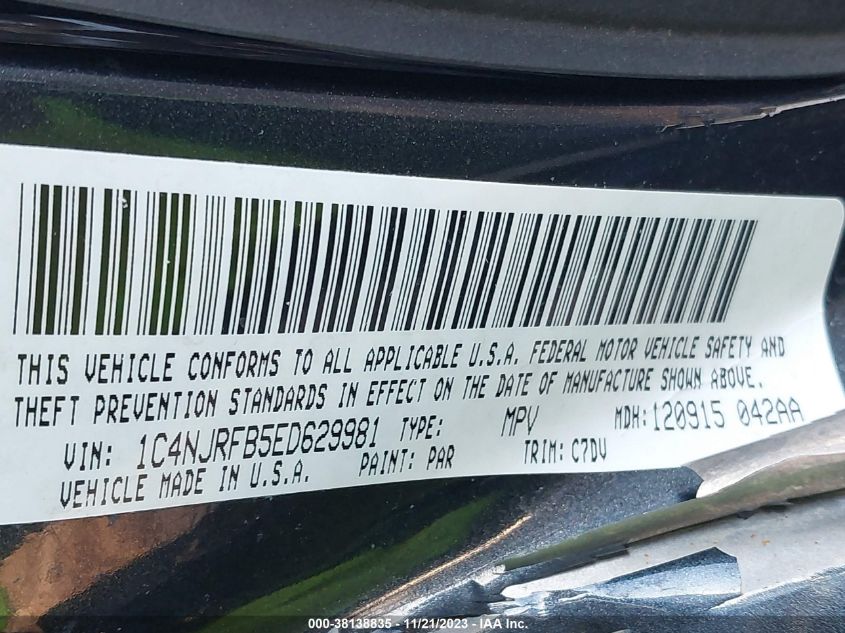 THIS VEHICLE CONFORMS TO ALL APPLICABLE U.S.A. FEDERAL MOTOR VEHICLE SAFETY AND
THEFT PREVENTION STANDARDS IN EFFECT ON THE DATE OF MANUFACTURE SHOWN ABOVE.
VIN: 1C4NJRFB5ED629981 TYPE: MPV MDH:120915 042AA
VEHICLE MADE IN U.S.A. PAINT: PAR TRIM: C7DV
000-38138835 - 11/21/2023 - IAA Inc.